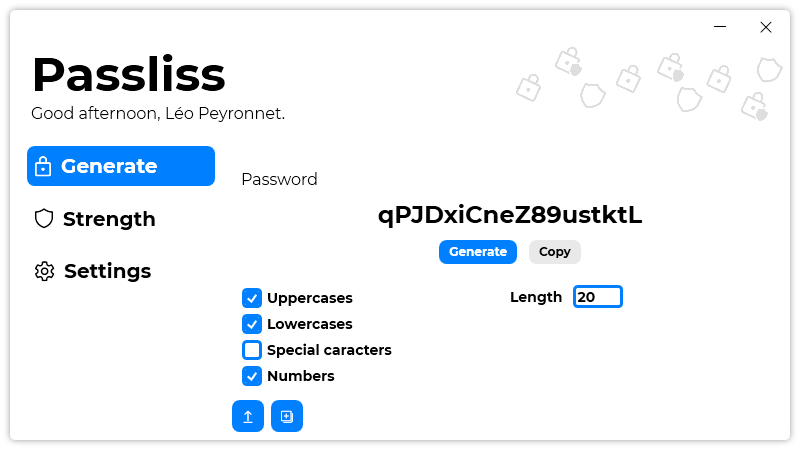 Passliss
Good afternoon, Léo Peyronnet.
Generate
Strength
Settings
Password
qPJDxiCneZ89ustktL
Generate Copy
Uppercases
Lowercases
Special caracters
Numbers
Length 20